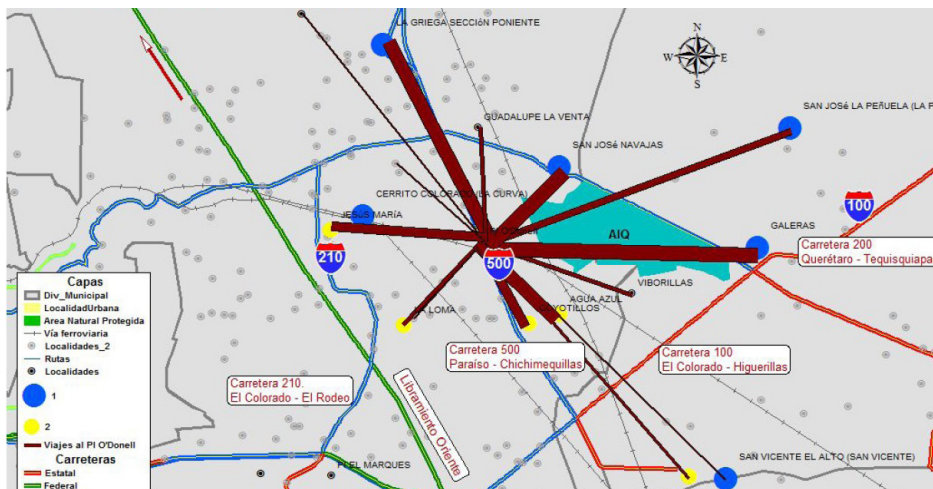 LA GRIEGA SECCIóN PONIENTE
N
W E
S
GUADALUPE LA VENTA
SAN JOSé LA PEÑUELA (LA P
SAN JOSé NAVAJAS
CERRITO COLORADO (LA CURVA)
JESúS MARÍA
100
GALERAS
AIQ
Carretera 200
Querétaro - Tequisquiapa
210
500
VIBORILLAS
AGUA AZUL
YOTILLOS
LA LOMA
Capas
Div_Municipal
LocalidadUrbana
Area Natural Protegida
Vía ferroviaria
Localidades_2
Rutas
Localidades
1
2
Viajes al PI O'Donell
Carreteras
Estatal
Federal
Carretera 500
Paraíso - Chichimequillas
Carretera 100
El Colorado - Higuerillas
Carretera 210.
El Colorado - El Rodeo
Libramiento Oriente
EL MARQUES
SAN VICENTE EL ALTO (SAN VICENTE)